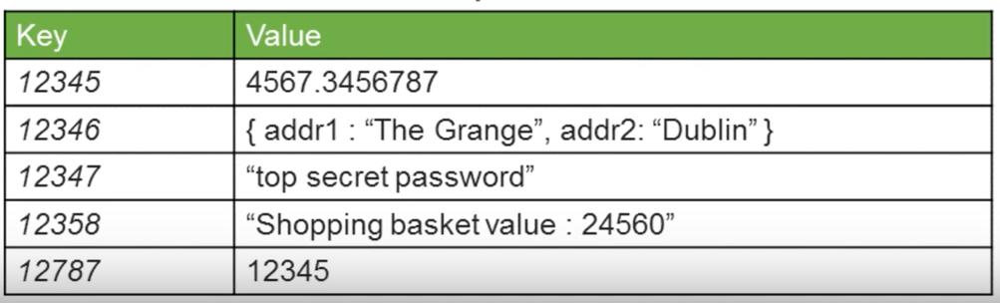 Key Value
12345 4567.3456787
12346 { addr1 : “The Grange”, addr2: “Dublin” }
12347 “top secret password”
12358 “Shopping basket value : 24560”
12787 12345